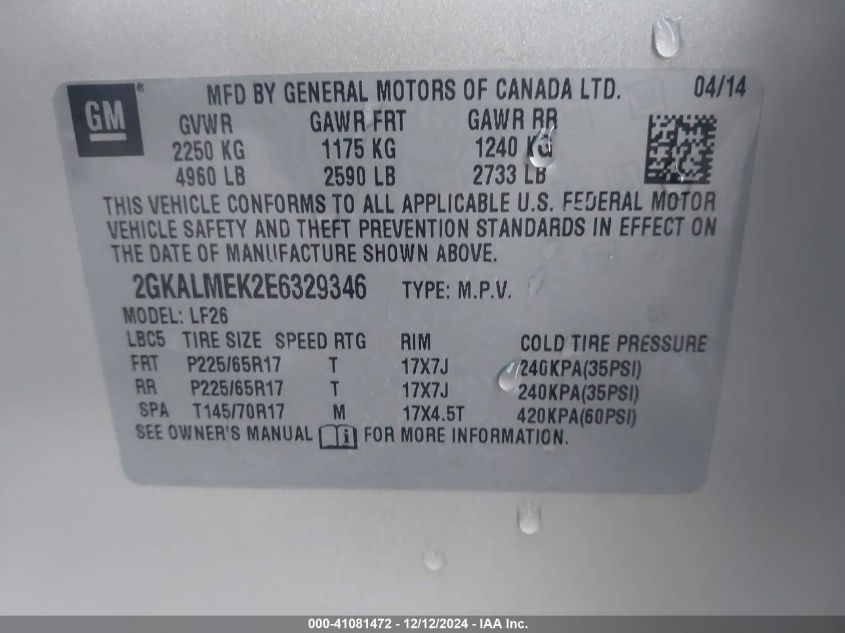 GM ® MFD BY GENERAL MOTORS OF CANADA LTD. 04/14
GVWR GAWR FRT GAWR RR
2250 KG 1175 KG 1240 KG
4960 LB 2590 LB 2733 LB
THIS VEHICLE CONFORMS TO ALL APPLICABLE U.S. FEDERAL MOTOR
VEHICLE SAFETY AND THEFT PREVENTION STANDARDS IN EFFECT ON
THE DATE OF MANUFACTURE SHOWN ABOVE.
2GKALMEK2E6329346 TYPE: M.P.V.
MODEL: LF26
LBC5 TIRE SIZE SPEED RTG RIM COLD TIRE PRESSURE
FRT P225/65R17 T 17X7J 240KPA(35PSI)
RR P225/65R17 T 17X7J 240KPA(35PSI)
SPA T145/70R17 M 17X4.5T 420KPA(60PSI)
SEE OWNER'S MANUAL i FOR MORE INFORMATION.
000-41081472 - 12/12/2024 - IAA Inc.